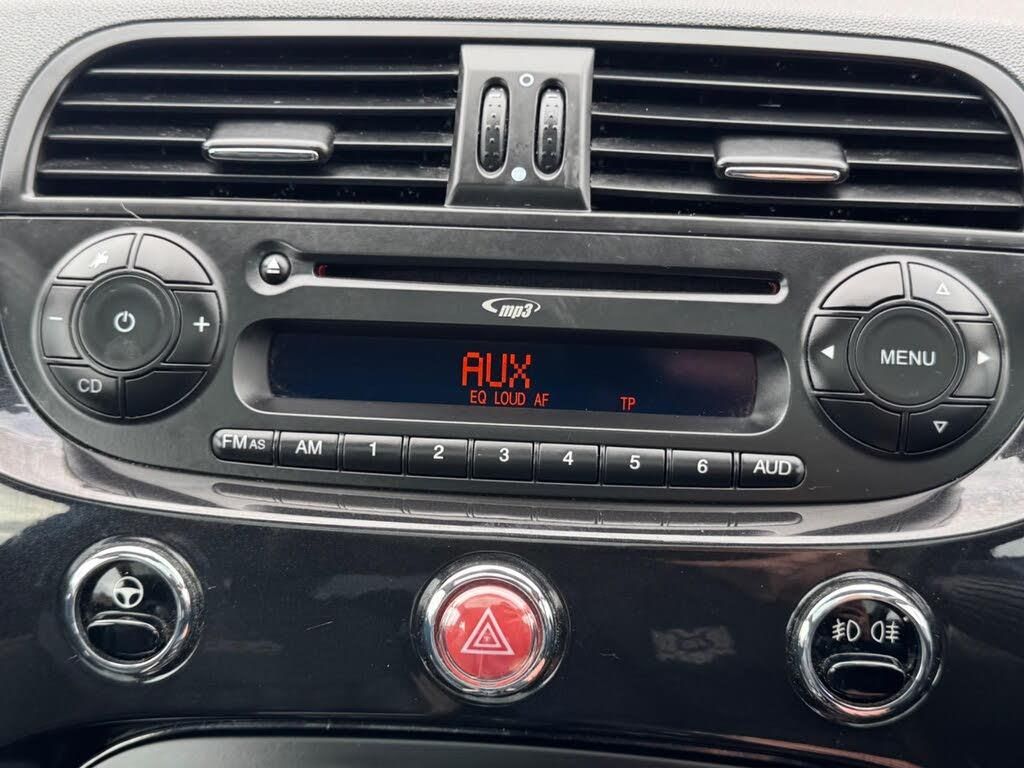 mp3
AUX
EQ LOUD AF TP
CD
MENU
FM AS AM 1 2 3 4 5 6 AUD